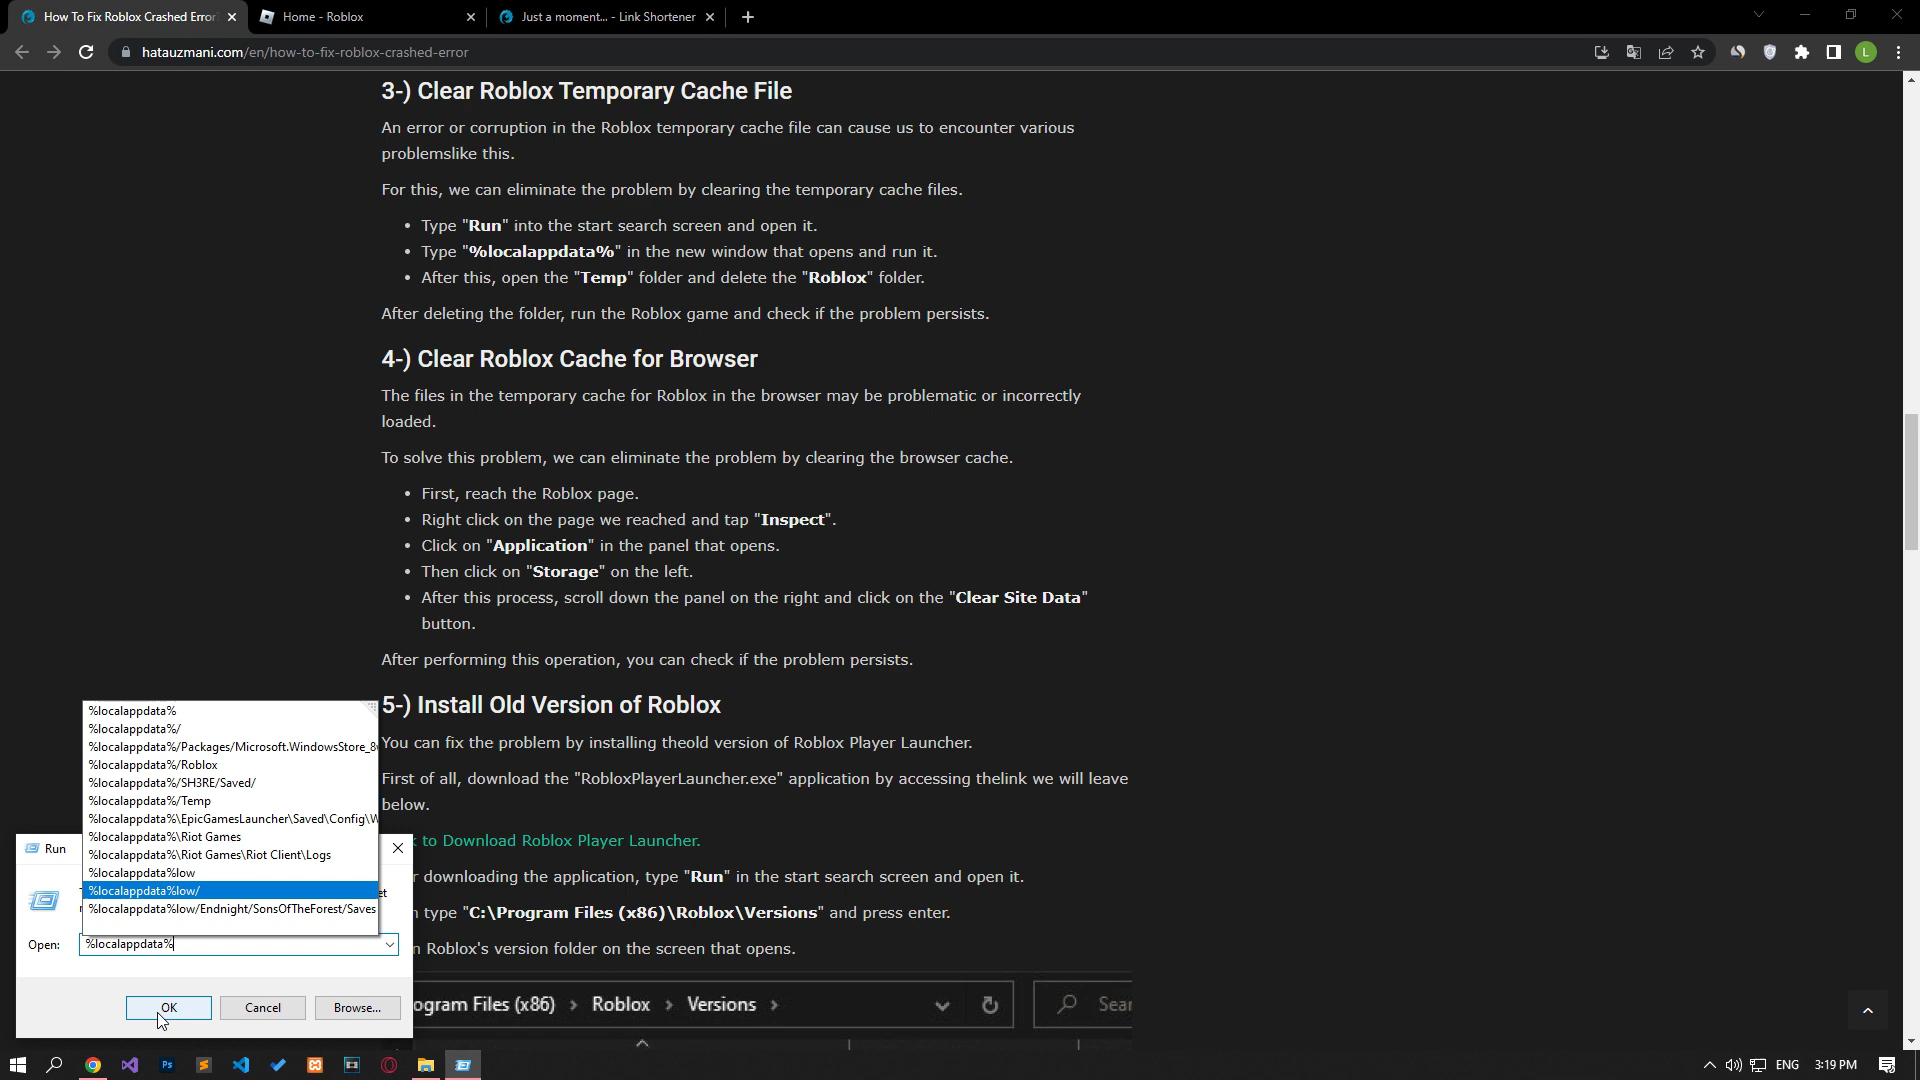 How To Fix Roblox Crashed Error
Home - Roblox
Just a moment... - Link Shortener
hatauzmani.com/en/how-to-fix-roblox-crashed-error
L
3-) Clear Roblox Temporary Cache File
An error or corruption in the Roblox temporary cache file can cause us to encounter various
problemslike this.
For this, we can eliminate the problem by clearing the temporary cache files.
• Type "Run" into the start search screen and open it.
• Type "%localappdata%" in the new window that opens and run it.
• After this, open the "Temp" folder and delete the "Roblox" folder.
After deleting the folder, run the Roblox game and check if the problem persists.
4-) Clear Roblox Cache for Browser
The files in the temporary cache for Roblox in the browser may be problematic or incorrectly
loaded.
To solve this problem, we can eliminate the problem by clearing the browser cache.
• First, reach the Roblox page.
• Right click on the page we reached and tap "Inspect".
• Click on "Application" in the panel that opens.
• Then click on "Storage" on the left.
• After this process, scroll down the panel on the right and click on the "Clear Site Data"
button.
After performing this operation, you can check if the problem persists.
5-) Install Old Version of Roblox
You can fix the problem by installing theold version of Roblox Player Launcher.
First of all, download the "RobloxPlayerLauncher.exe" application by accessing thelink we will leave
below.
to Download Roblox Player Launcher.
downloading the application, type "Run" in the start search screen and open it.
type "C:\Program Files (x86)\Roblox\Versions" and press enter.
Roblox's version folder on the screen that opens.
ogram Files (x86) > Roblox > Versions >
Sear
%localappdata%
%localappdata%/
%localappdata%/Packages/Microsoft.WindowsStore_8
%localappdata%/Roblox
%localappdata%/SH3RE/Saved/
%localappdata%/Temp
%localappdata%\EpicGamesLauncher\Saved\Config\W
%localappdata%\Riot Games
%localappdata%\Riot Games\Riot Client\Logs
%localappdata%low
%localappdata%low/
%localappdata%low/Endnight/SonsOfTheForest/Saves
Run
et
Open: %localappdata%
OK
Cancel
Browse...
Ps
ENG
3:19 PM